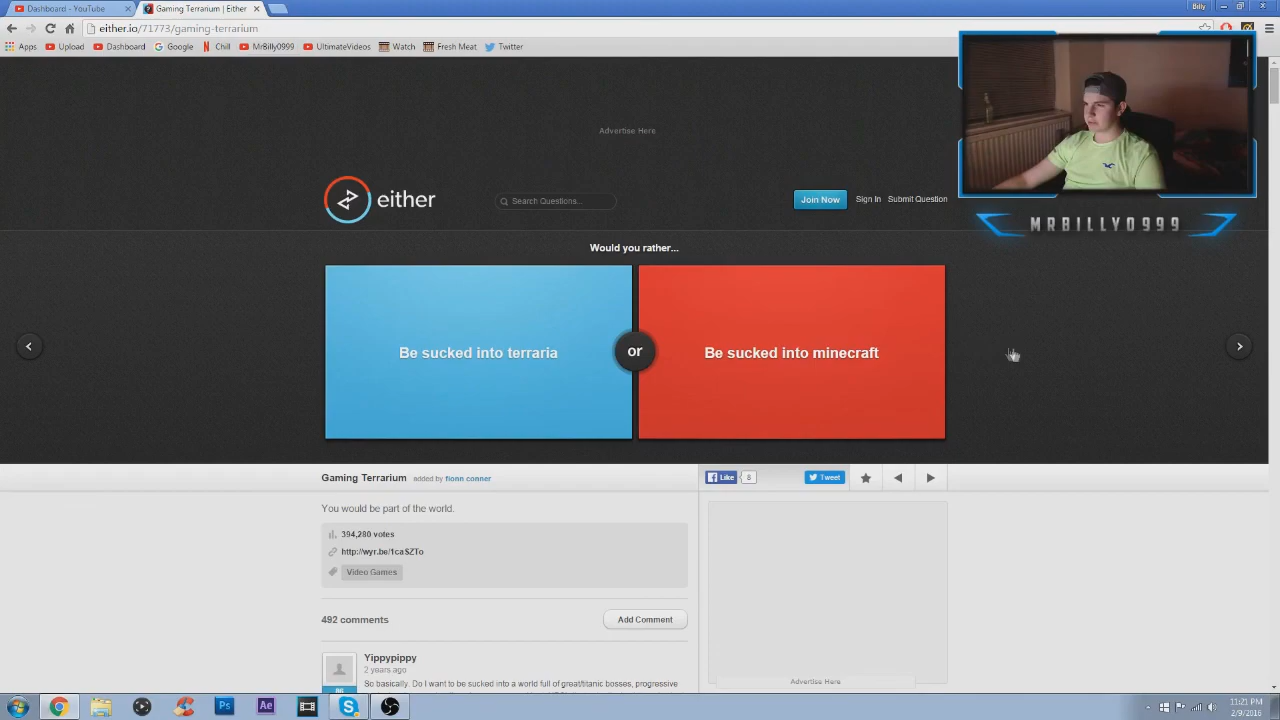 Dashboard - YouTube
Gaming Terrarium | Either
Billy
either.io/71773/gaming-terrarium
Apps
Upload
Dashboard
Google
Chill
MrBilly0999
UltimateVideos
Watch
Fresh Meat
Twitter
Advertise Here
either
Search Questions...
Join Now
Sign In
Submit Question
MRBILLY0999
Would you rather...
Be sucked into terraria
or
Be sucked into minecraft
Gaming Terrarium
added by fionn conner
Like
8
Tweet
You would be part of the world.
394,280 votes
http://wyr.be/1caSZTo
Video Games
492 comments
Add Comment
Yippypippy
2 years ago
So basically. Do I want to be sucked into a world full of great/titanic bosses, progressive
Advertise Here
Ps
Ae
11:21 PM
2/9/2016